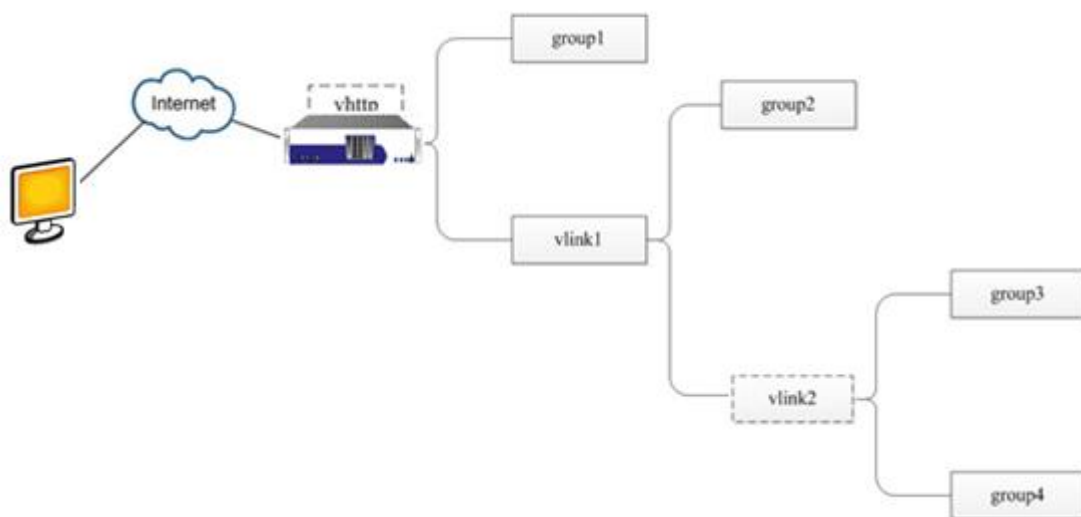 group1
Internet
vhttp
group2
vlink1
group3
vlink2
group4